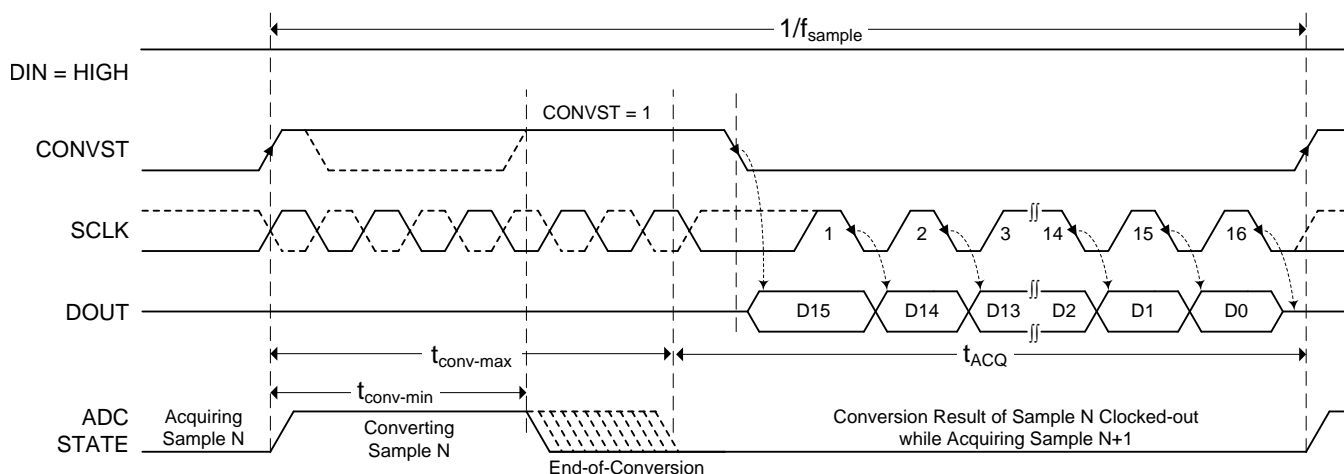 1/fsample
DIN = HIGH
CONVST = 1
CONVST
SCLK
1 2 3 14 15 16
DOUT
D15 D14 D13 D2 D1 D0
tconv-max
tACQ
tconv-min
ADC
STATE
Acquiring
Sample N
Converting
Sample N
End-of-Conversion
Conversion Result of Sample N Clocked-out
while Acquiring Sample N+1